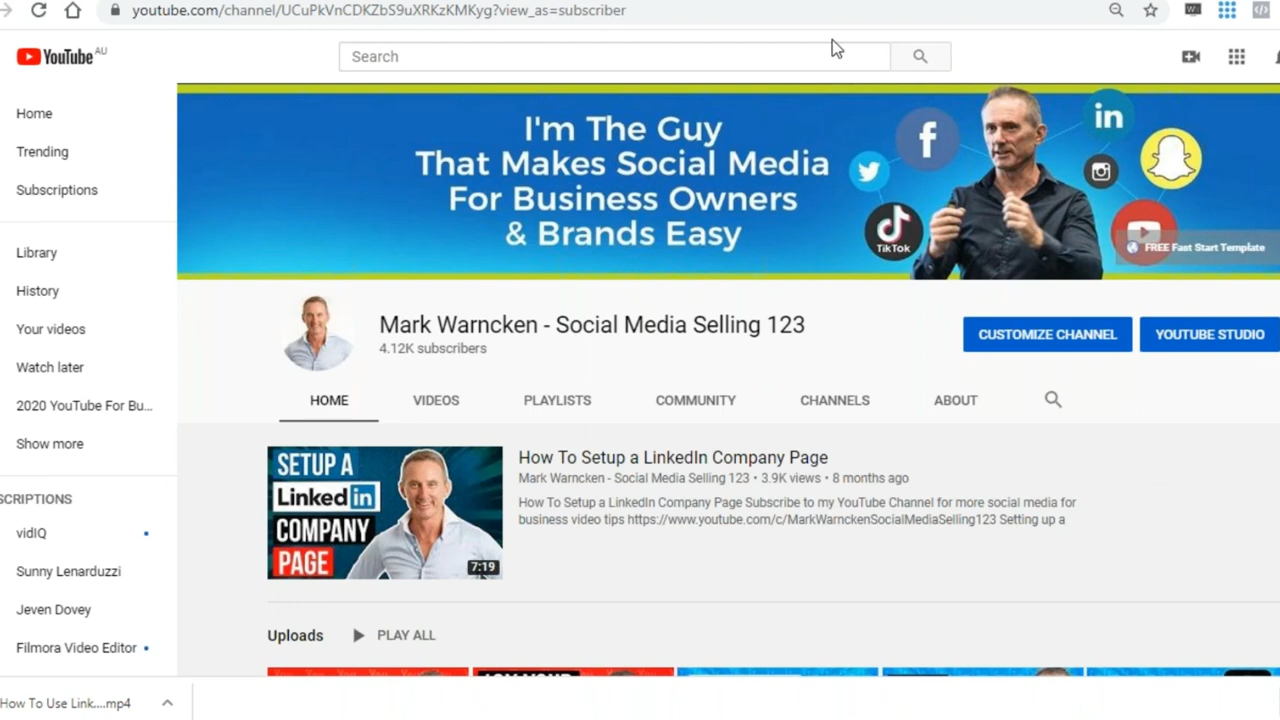 youtube.com/channel/UCuPkVnCDKZbS9uXRKzKMKyg?view_as=subscriber
YouTube AU
Search
Home
Trending
Subscriptions
Library
History
Your videos
Watch later
2020 YouTube For Bu...
Show more
SCRIPTIONS
vidIQ
Sunny Lenarduzzi
Jeven Dovey
Filmora Video Editor
I'm The Guy
That Makes Social Media
For Business Owners
& Brands Easy
f
in
TikTok
FREE Fast Start Template
Mark Warncken - Social Media Selling 123
4.12K subscribers
CUSTOMIZE CHANNEL
YOUTUBE STUDIO
HOME
VIDEOS
PLAYLISTS
COMMUNITY
CHANNELS
ABOUT
SETUP A
Linked in
COMPANY
PAGE
7:19
How To Setup a LinkedIn Company Page
Mark Warncken - Social Media Selling 123 • 3.9K views • 8 months ago
How To Setup a LinkedIn Company Page Subscribe to my YouTube Channel for more social media for
business video tips https://www.youtube.com/c/MarkWarnckenSocialMediaSelling123 Setting up a
Uploads
PLAY ALL
How To Use Link....mp4